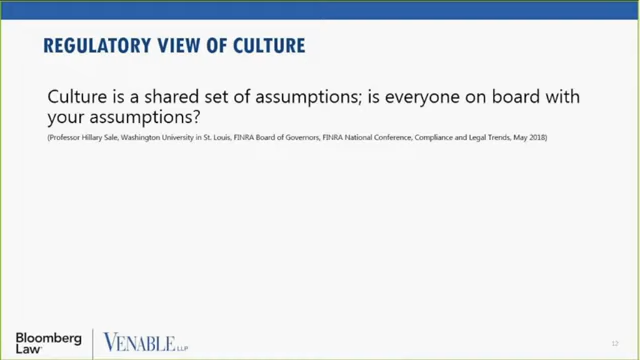 REGULATORY VIEW OF CULTURE
Culture is a shared set of assumptions; is everyone on board with
your assumptions?
(Professor Hillary Sale, Washington University in St. Louis, FINRA Board of Governors, FINRA National Conference, Compliance and Legal Trends, May 2018)
Bloomberg
Law
VENABLE LLP